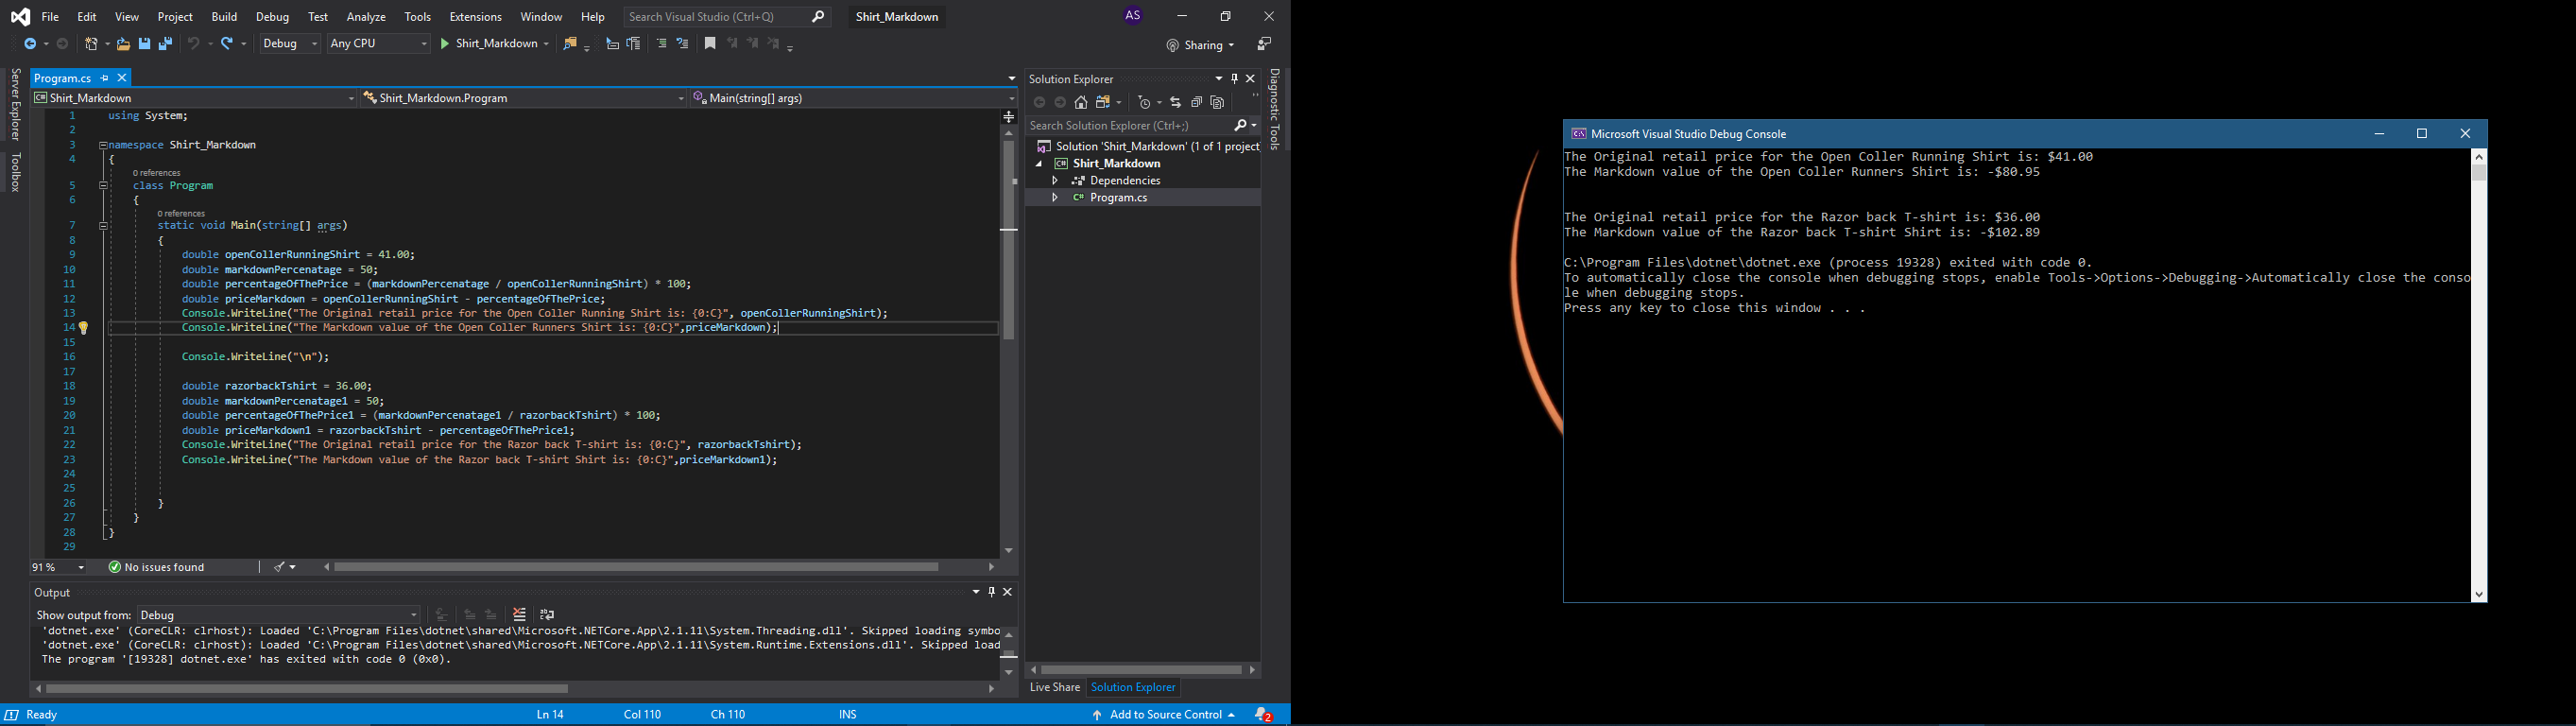 File Edit View Project Build Debug Test Analyze Tools Extensions Window Help Search Visual Studio (Ctrl+Q) Shirt_Markdown AS
Debug Any CPU Shirt_Markdown Sharing
Server Explorer
Toolbox
Program.cs
Shirt_Markdown Shirt_Markdown.Program Main(string[] args)
1 using System;
2
3 namespace Shirt_Markdown
4 {
0 references
5 class Program
6 {
0 references
7 static void Main(string[] args)
8 {
9 double openCollerRunningShirt = 41.00;
10 double markdownPercenatage = 50;
11 double percentageOfThePrice = (markdownPercenatage / openCollerRunningShirt) * 100;
12 double priceMarkdown = openCollerRunningShirt - percentageOfThePrice;
13 Console.WriteLine("The Original retail price for the Open Coller Running Shirt is: {0:C}", openCollerRunningShirt);
14 Console.WriteLine("The Markdown value of the Open Coller Runners Shirt is: {0:C}",priceMarkdown);
15
16 Console.WriteLine("\n");
17
18 double razorbackTshirt = 36.00;
19 double markdownPercenatage1 = 50;
20 double percentageOfThePrice1 = (markdownPercenatage1 / razorbackTshirt) * 100;
21 double priceMarkdown1 = razorbackTshirt - percentageOfThePrice1;
22 Console.WriteLine("The Original retail price for the Razor back T-shirt is: {0:C}", razorbackTshirt);
23 Console.WriteLine("The Markdown value of the Razor back T-shirt Shirt is: {0:C}",priceMarkdown1);
24
25
26 }
27 }
28 }
29
91 % No issues found
Output
Show output from: Debug
'dotnet.exe' (CoreCLR: clrhost): Loaded 'C:\Program Files\dotnet\shared\Microsoft.NETCore.App\2.1.11\System.Threading.dll'. Skipped loading symbo
'dotnet.exe' (CoreCLR: clrhost): Loaded 'C:\Program Files\dotnet\shared\Microsoft.NETCore.App\2.1.11\System.Runtime.Extensions.dll'. Skipped load
The program '[19328] dotnet.exe' has exited with code 0 (0x0).
Solution Explorer
Search Solution Explorer (Ctrl+;)
Solution 'Shirt_Markdown' (1 of 1 project
C# Shirt_Markdown
Dependencies
C# Program.cs
Live Share Solution Explorer
Diagnostic Tools
Ready Ln 14 Col 110 Ch 110 INS Add to Source Control 2
Microsoft Visual Studio Debug Console
The Original retail price for the Open Coller Running Shirt is: $41.00
The Markdown value of the Open Coller Runners Shirt is: -$80.95
The Original retail price for the Razor back T-shirt is: $36.00
The Markdown value of the Razor back T-shirt Shirt is: -$102.89
C:\Program Files\dotnet\dotnet.exe (process 19328) exited with code 0.
To automatically close the console when debugging stops, enable Tools->Options->Debugging->Automatically close the conso
le when debugging stops.
Press any key to close this window . . .